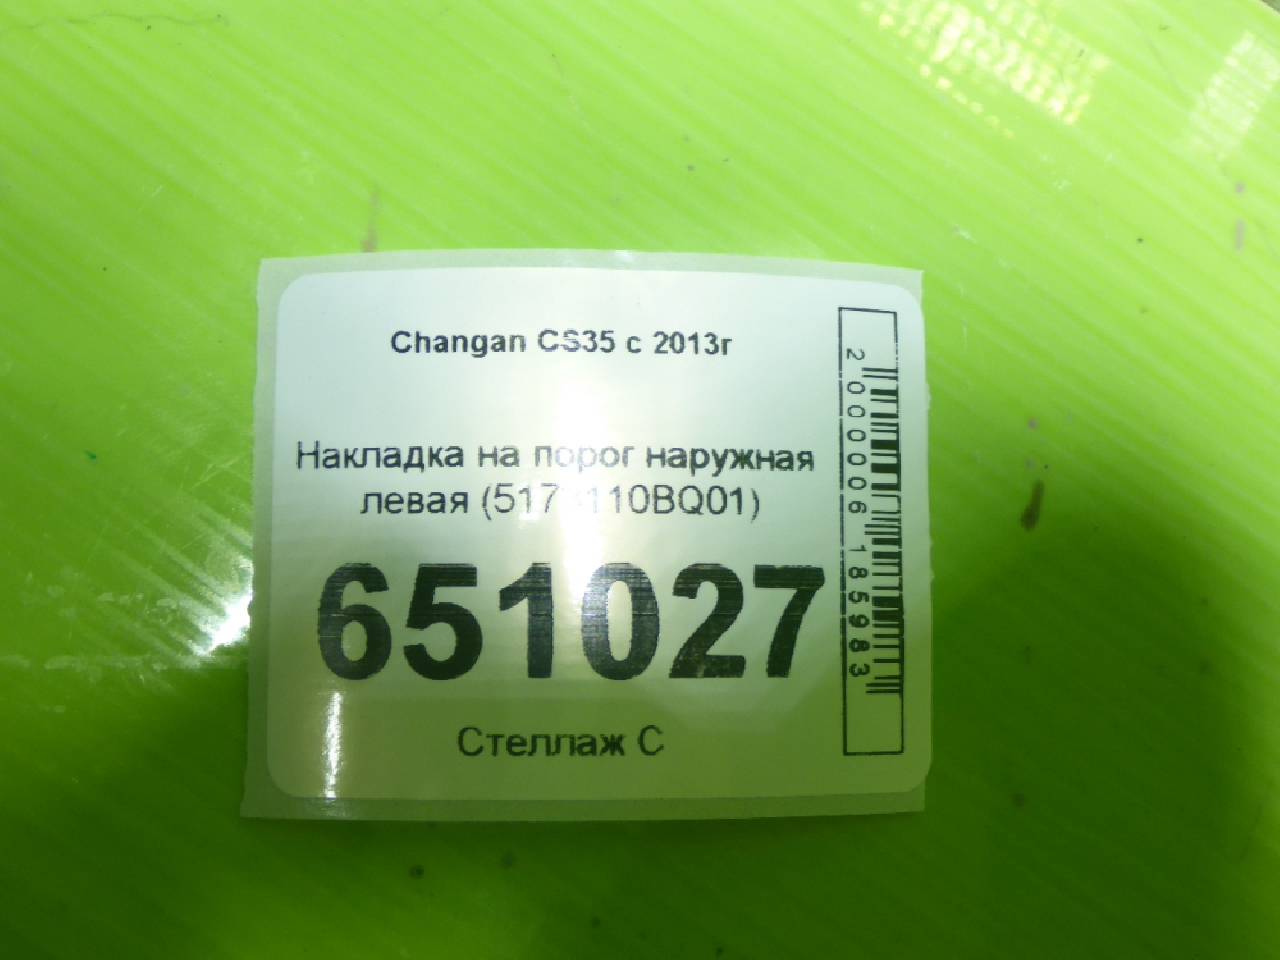 Changan CS35 с 2013г
Накладка на порог наружная
левая
651027
Стеллаж С
2000006185983